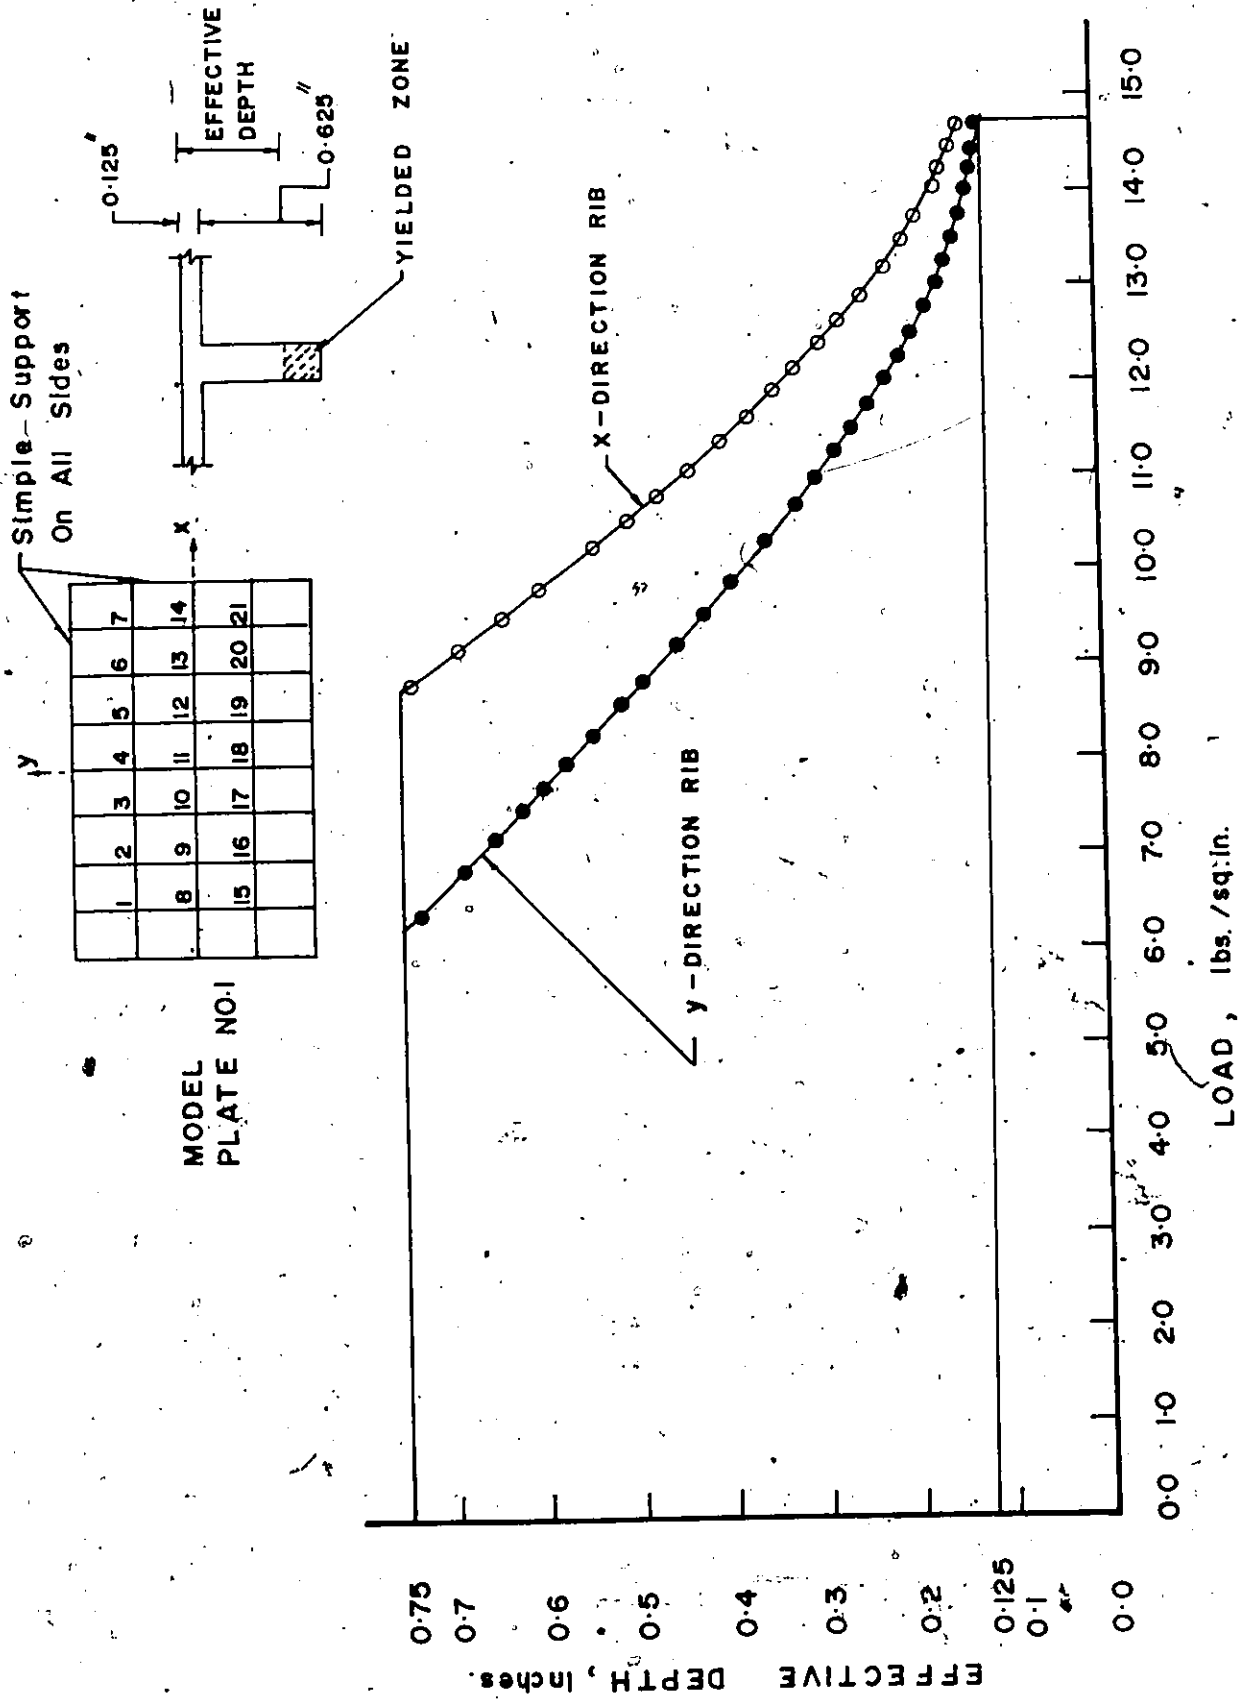 Simple-Support
On All Sides
y
x
1 2 3 4 5 6 7
8 9 10 11 12 13 14
15 16 17 18 19 20 21
MODEL
PLATE NO.1
0.125"
EFFECTIVE
DEPTH
0.625"
YIELDED ZONE
X-DIRECTION RIB
y-DIRECTION RIB
EFFECTIVE DEPTH, Inches.
0.75
0.7
0.6
0.5
0.4
0.3
0.2
0.125
0.1
0.0
0.0 1.0 2.0 3.0 4.0 5.0 6.0 7.0 8.0 9.0 10.0 11.0 12.0 13.0 14.0 15.0
LOAD, lbs./sq.in.